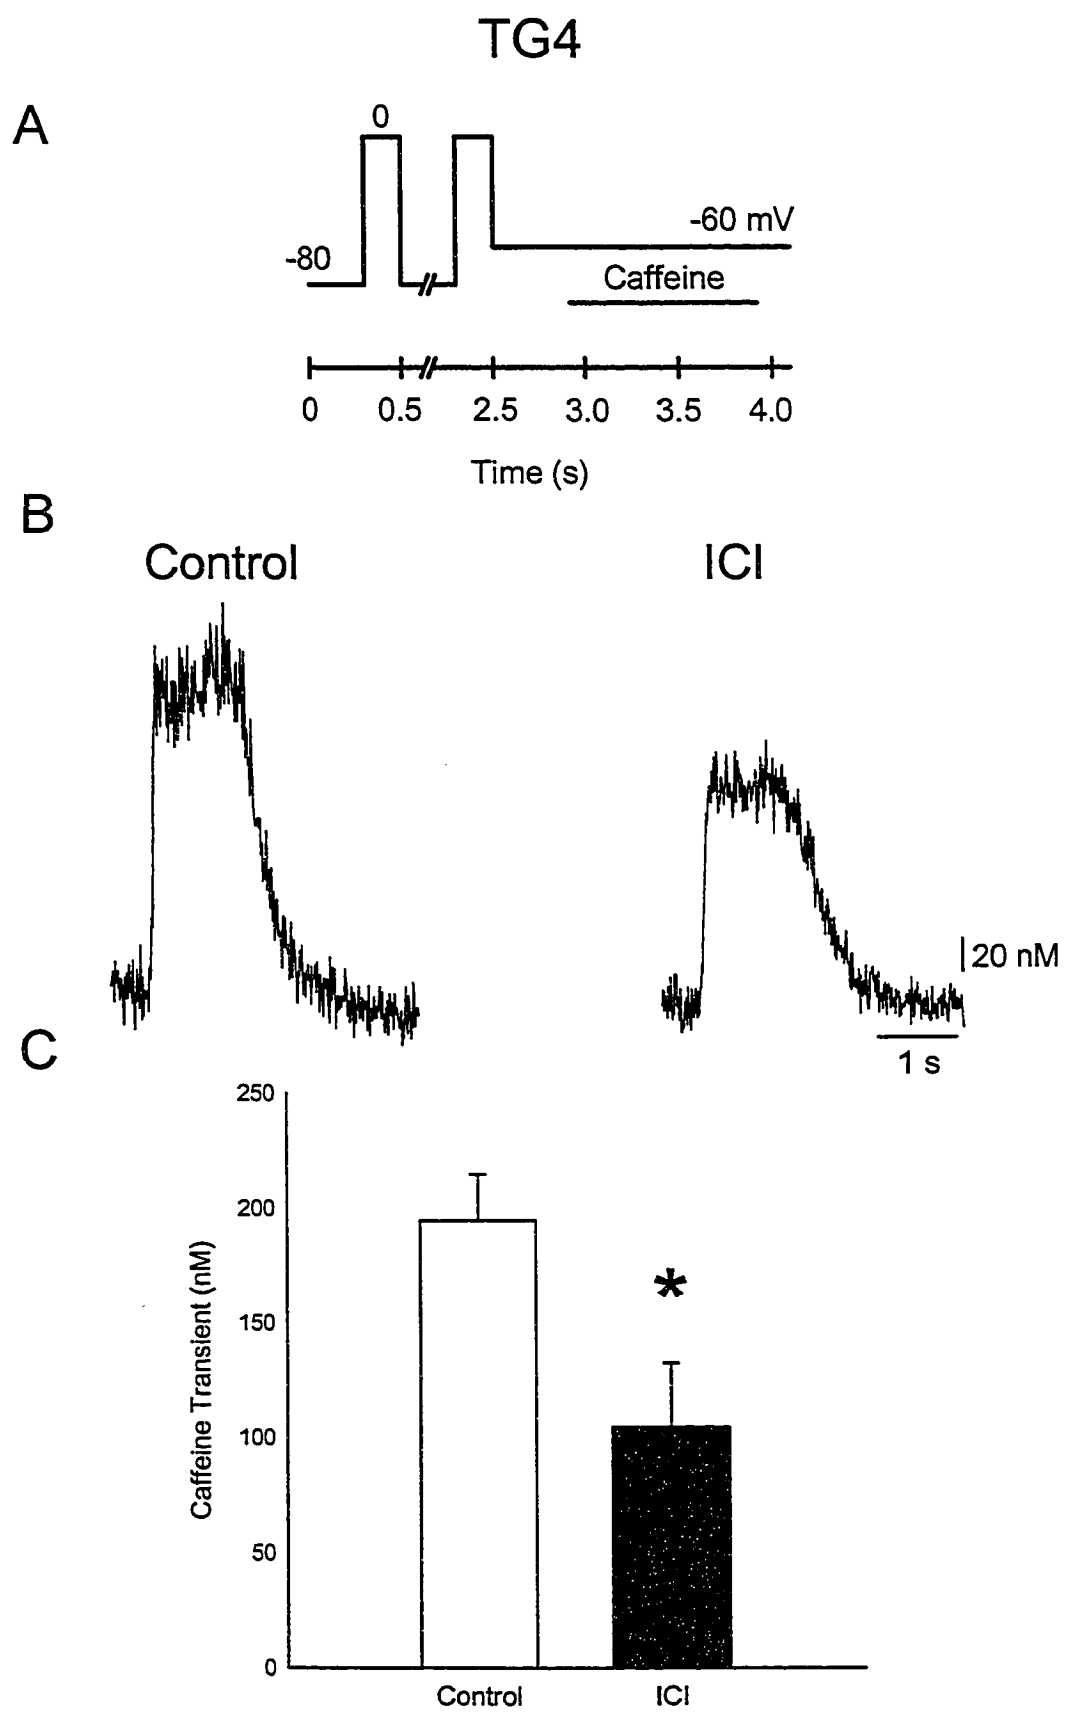 TG4
A
0
-80
-60 mV
Caffeine
0 0.5 2.5 3.0 3.5 4.0
Time (s)
B
Control ICI
20 nM
1 s
C
Caffeine Transient (nM)
250
200
*
150
100
50
0
Control ICI